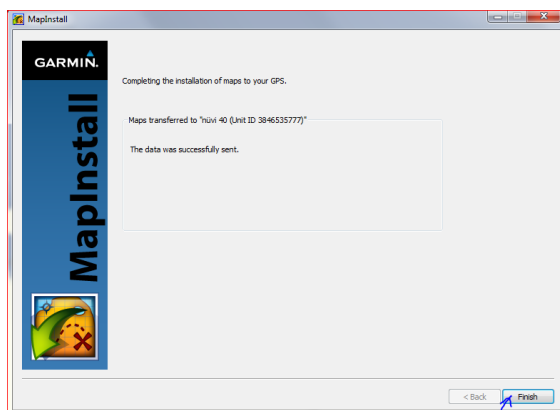 MapInstall
GARMIN.
MapInstall
Completing the installation of maps to your GPS.
Maps transferred to "nüvi 40 (Unit ID 3846535777)"
The data was successfully sent.
< Back
Finish